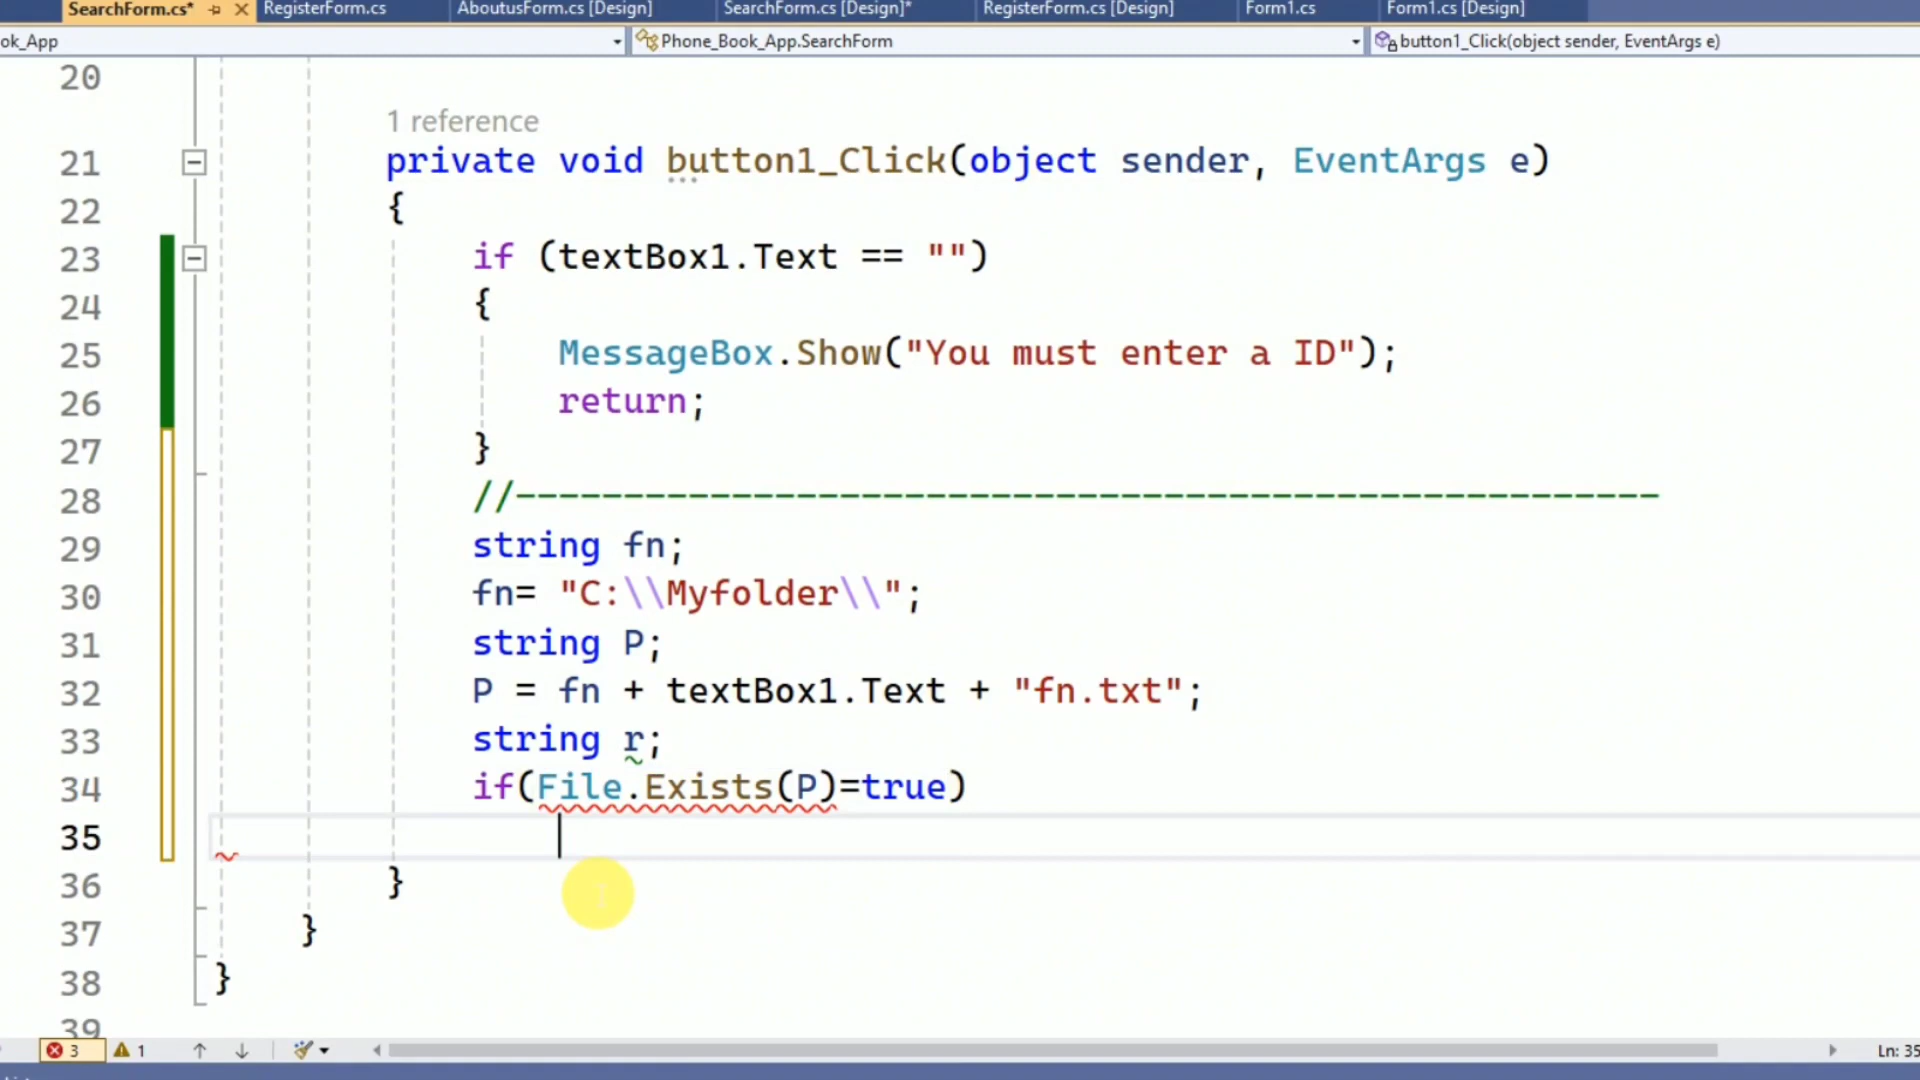 SearchForm.cs* RegisterForm.cs AboutusForm.cs [Design] SearchForm.cs [Design]* RegisterForm.cs [Design] Form1.cs Form1.cs [Design]
ok_App Phone_Book_App.SearchForm button1_Click(object sender, EventArgs e)
20
1 reference
21 private void button1_Click(object sender, EventArgs e)
22 {
23 if (textBox1.Text == "")
24 {
25 MessageBox.Show("You must enter a ID");
26 return;
27 }
28 //-----------------------------------------------------
29 string fn;
30 fn= "C:\\Myfolder\\";
31 string P;
32 P = fn + textBox1.Text + "fn.txt";
33 string r;
34 if(File.Exists(P)=true)
35
36 }
37 }
38 }
39
3 1 Ln: 35